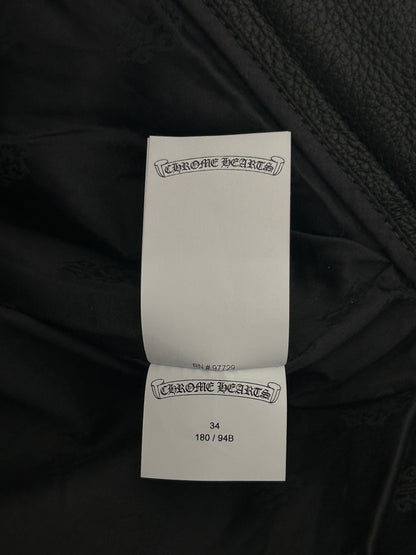 CHROME HEARTS
RN # 97729
CHROME HEARTS
34
180 / 94B